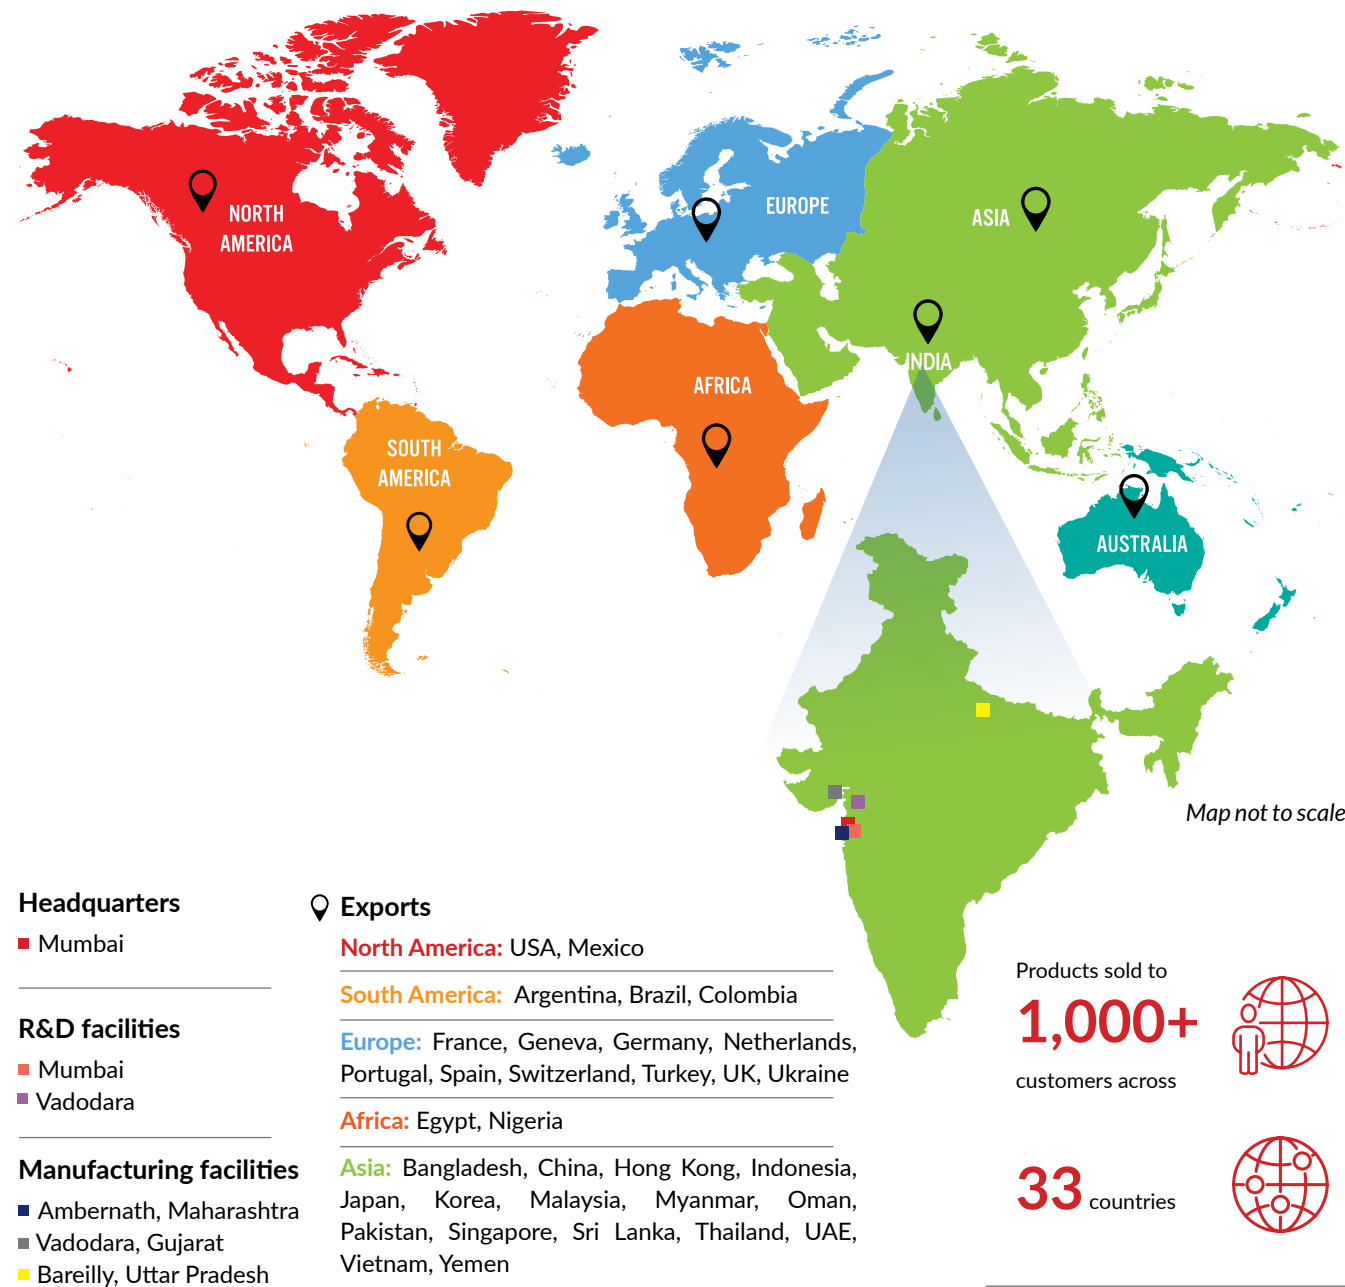 NORTH
AMERICA
EUROPE
ASIA
INDIA
AFRICA
SOUTH
AMERICA
AUSTRALIA
Map not to scale
Headquarters
Mumbai
R&D facilities
Mumbai
Vadodara
Manufacturing facilities
Ambernath, Maharashtra
Vadodara, Gujarat
Bareilly, Uttar Pradesh
Exports
North America: USA, Mexico
South America: Argentina, Brazil, Colombia
Europe: France, Geneva, Germany, Netherlands,
Portugal, Spain, Switzerland, Turkey, UK, Ukraine
Africa: Egypt, Nigeria
Asia: Bangladesh, China, Hong Kong, Indonesia,
Japan, Korea, Malaysia, Myanmar, Oman,
Pakistan, Singapore, Sri Lanka, Thailand, UAE,
Vietnam, Yemen
Products sold to
1,000+
customers across
33 countries